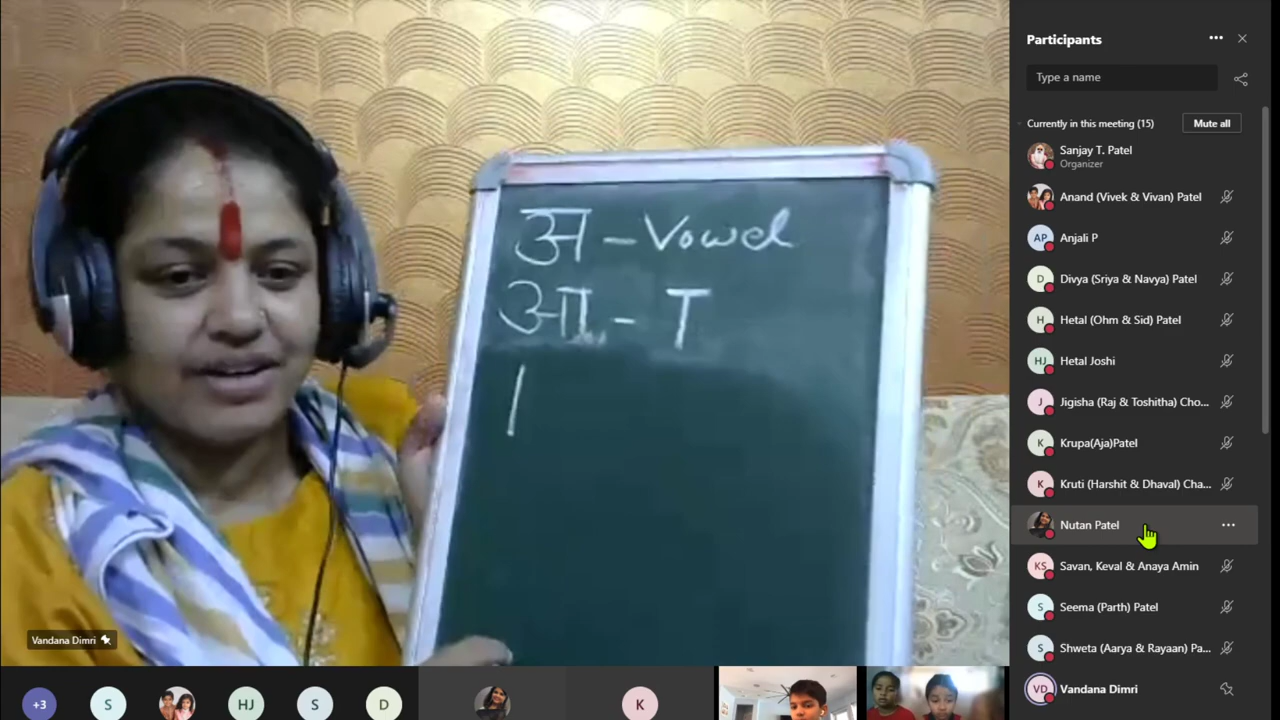 अ - Vowel
आ - ा
।
Vandana Dimri
+3
S
HJ
S
D
K
Participants
Type a name
Currently in this meeting (15)
Mute all
Sanjay T. Patel
Organizer
Anand (Vivek & Vivan) Patel
AP Anjali P
D Divya (Sriya & Navya) Patel
H Hetal (Ohm & Sid) Patel
HJ Hetal Joshi
J Jigisha (Raj & Toshitha) Cho...
K Krupa(Aja)Patel
K Kruti (Harshit & Dhaval) Cha...
Nutan Patel
KS Savan, Keval & Anaya Amin
S Seema (Parth) Patel
S Shweta (Aarya & Rayaan) Pa...
VD Vandana Dimri